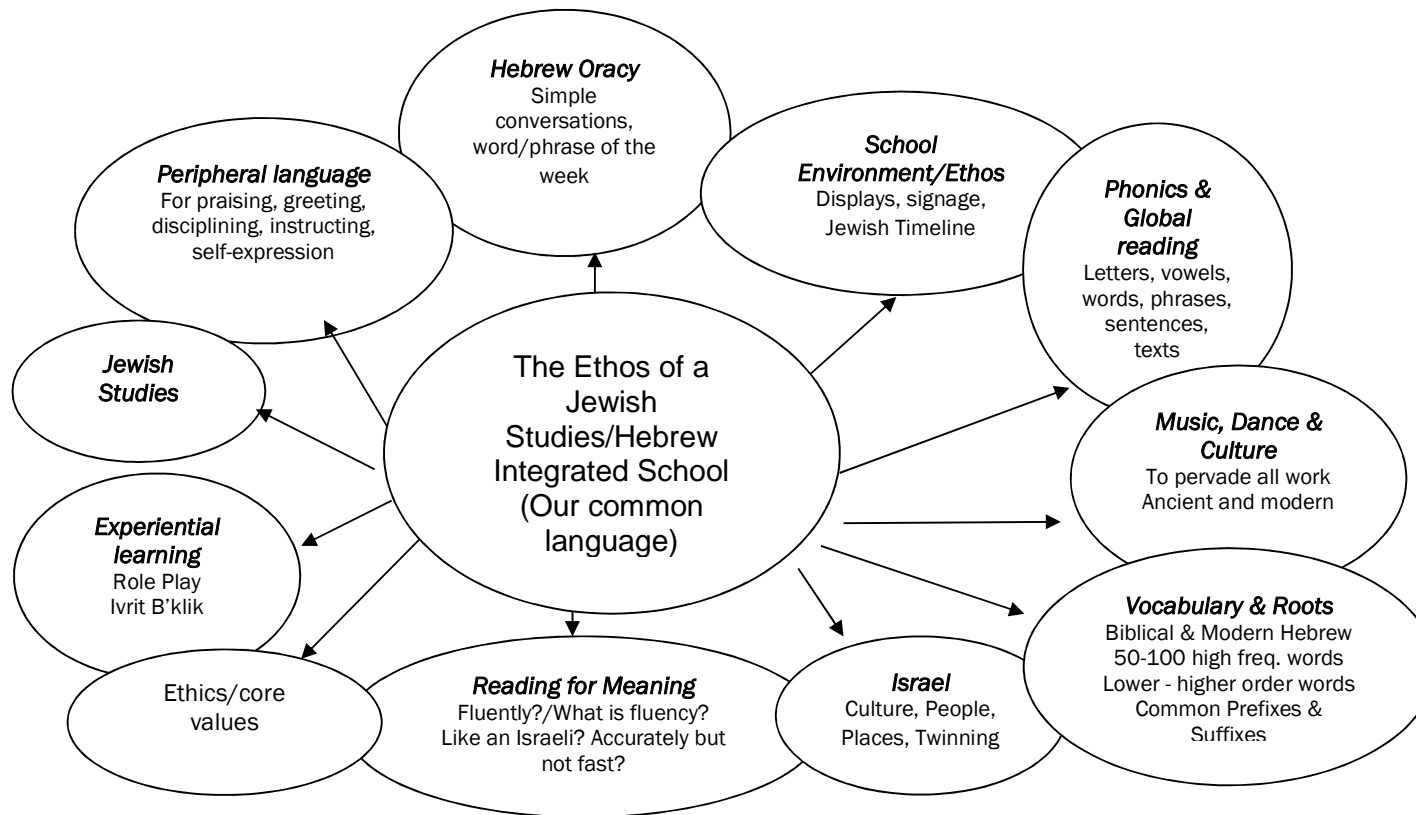 Hebrew Oracy
Simple
conversations,
word/phrase of the
week
School
Environment/Ethos
Displays, signage,
Jewish Timeline
Peripheral language
For praising, greeting,
disciplining, instructing,
self-expression
Phonics &
Global
reading
Letters, vowels,
words, phrases,
sentences,
texts
Jewish
Studies
The Ethos of a
Jewish
Studies/Hebrew
Integrated School
(Our common
language)
Music, Dance &
Culture
To pervade all work
Ancient and modern
Experiential
learning
Role Play
Ivrit B’klik
Vocabulary & Roots
Biblical & Modern Hebrew
50-100 high freq. words
Lower - higher order words
Common Prefixes &
Suffixes
Ethics/core
values
Reading for Meaning
Fluently?/What is fluency?
Like an Israeli? Accurately but
not fast?
Israel
Culture, People,
Places, Twinning